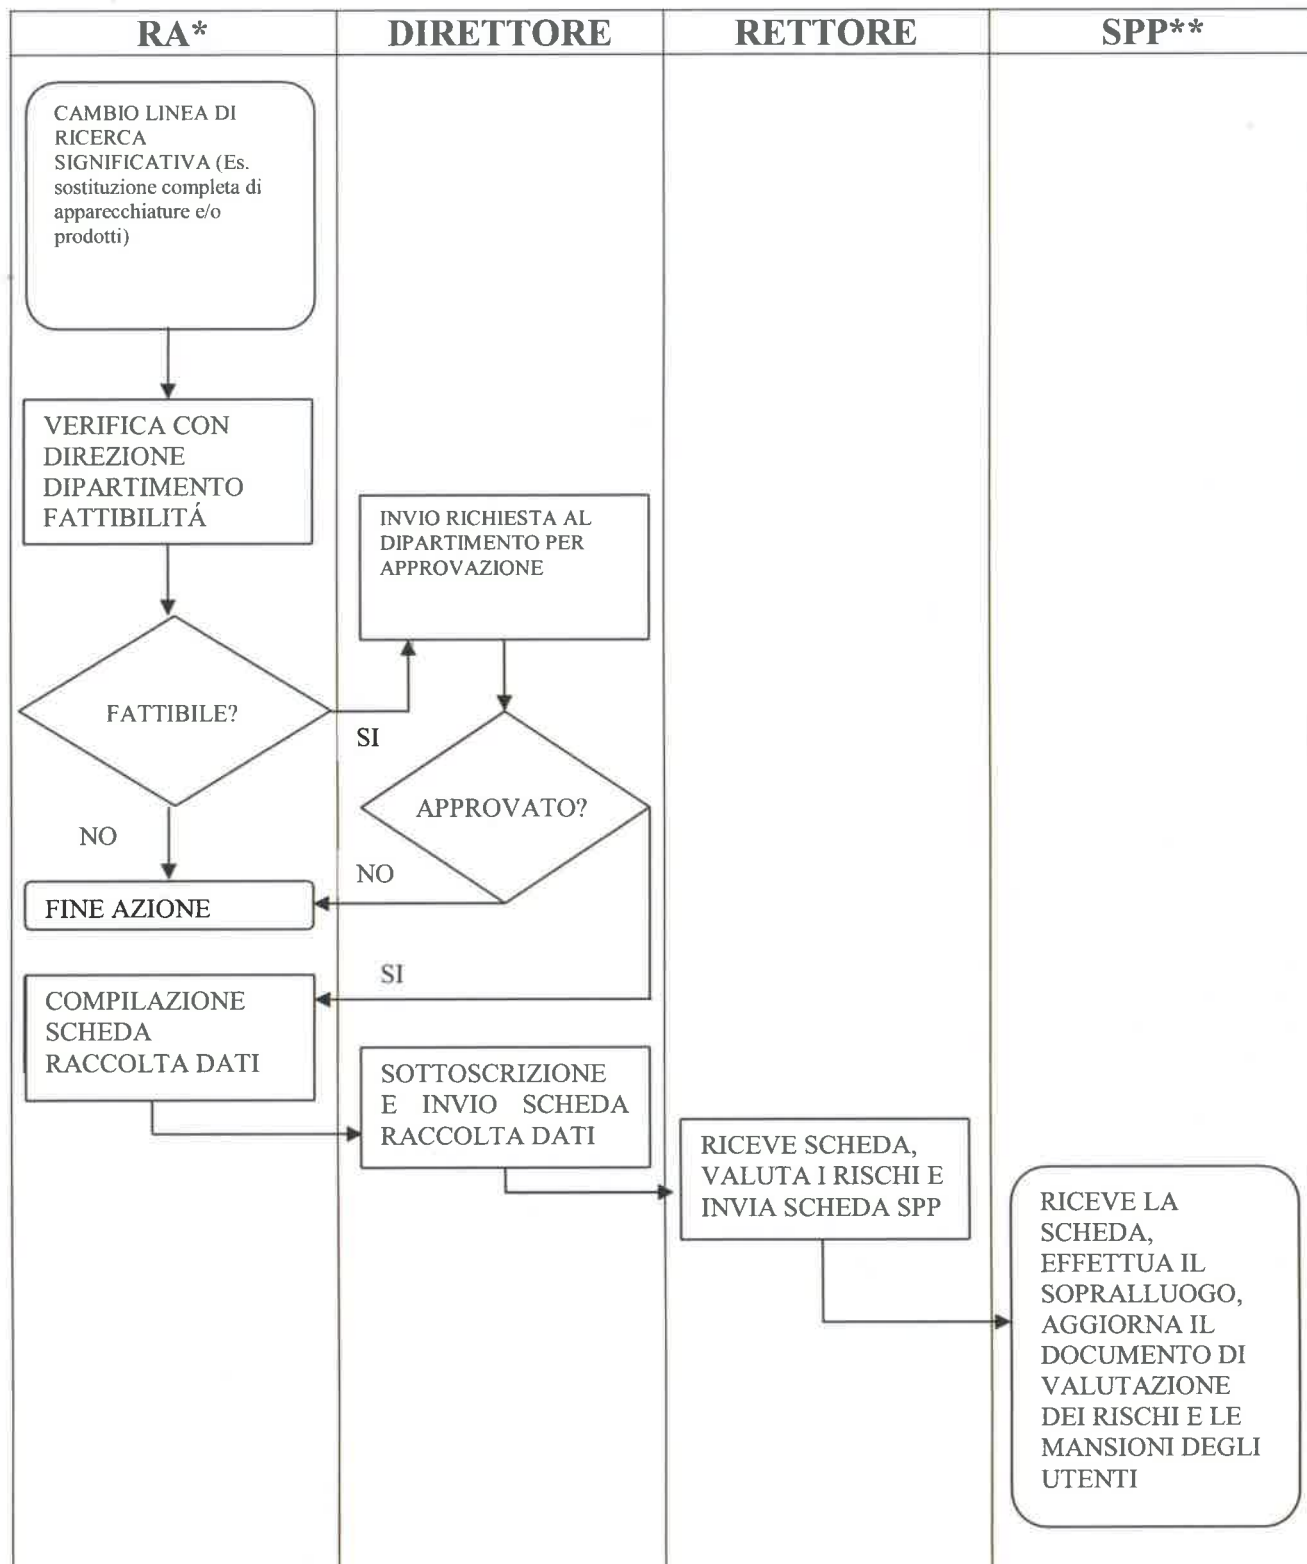 RA* DIRETTORE RETTORE SPP**
CAMBIO LINEA DI
RICERCA
SIGNIFICATIVA (Es.
sostituzione completa di
apparecchiature e/o
prodotti)
VERIFICA CON
DIREZIONE
DIPARTIMENTO
FATTIBILITÁ
INVIO RICHIESTA AL
DIPARTIMENTO PER
APPROVAZIONE
FATTIBILE?
SI
APPROVATO?
NO
NO
FINE AZIONE
SI
COMPILAZIONE
SCHEDA
RACCOLTA DATI
SOTTOSCRIZIONE
E INVIO SCHEDA
RACCOLTA DATI
RICEVE SCHEDA,
VALUTA I RISCHI E
INVIA SCHEDA SPP
RICEVE LA
SCHEDA,
EFFETTUA IL
SOPRALLUOGO,
AGGIORNA IL
DOCUMENTO DI
VALUTAZIONE
DEI RISCHI E LE
MANSIONI DEGLI
UTENTI